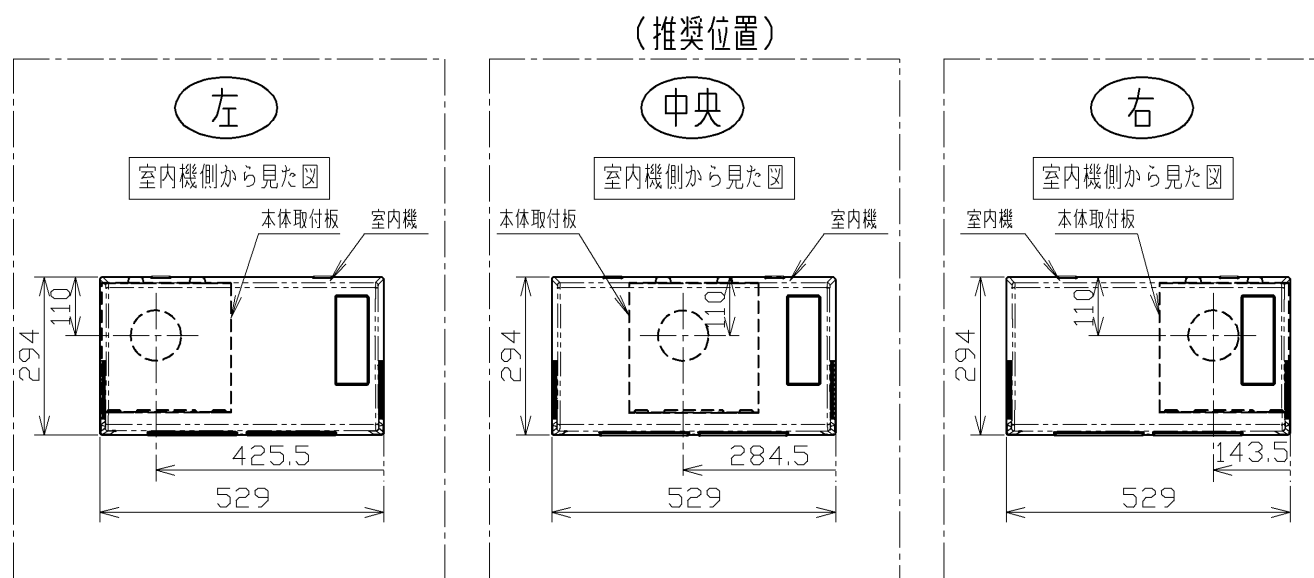 （推奨位置）
左
室内機側から見た図
本体取付板
室内機
110
294
425.5
529
中央
室内機側から見た図
本体取付板
室内機
110
294
284.5
529
右
室内機側から見た図
室内機
本体取付板
110
294
143.5
529